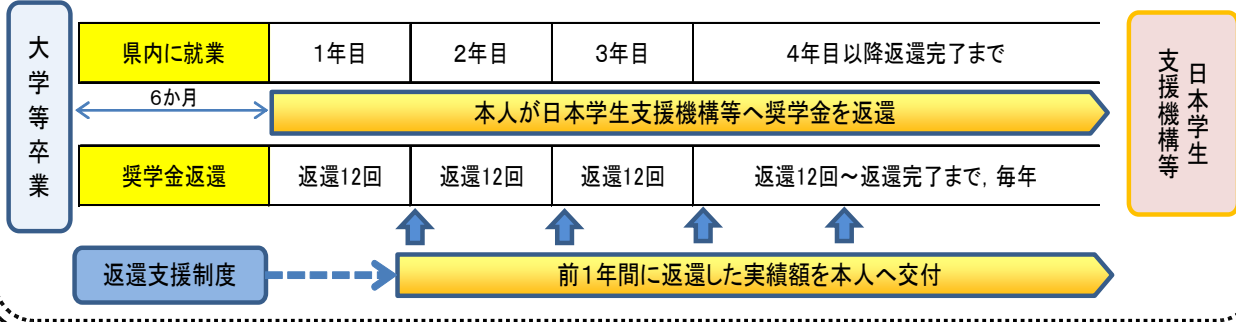 大学等卒業
県内に就業
1年目
2年目
3年目
4年目以降返還完了まで
6か月
本人が日本学生支援機構等へ奨学金を返還
奨学金返還
返還12回
返還12回
返還12回
返還12回～返還完了まで，毎年
返還支援制度
前1年間に返還した実績額を本人へ交付
日本学生
支援機構等